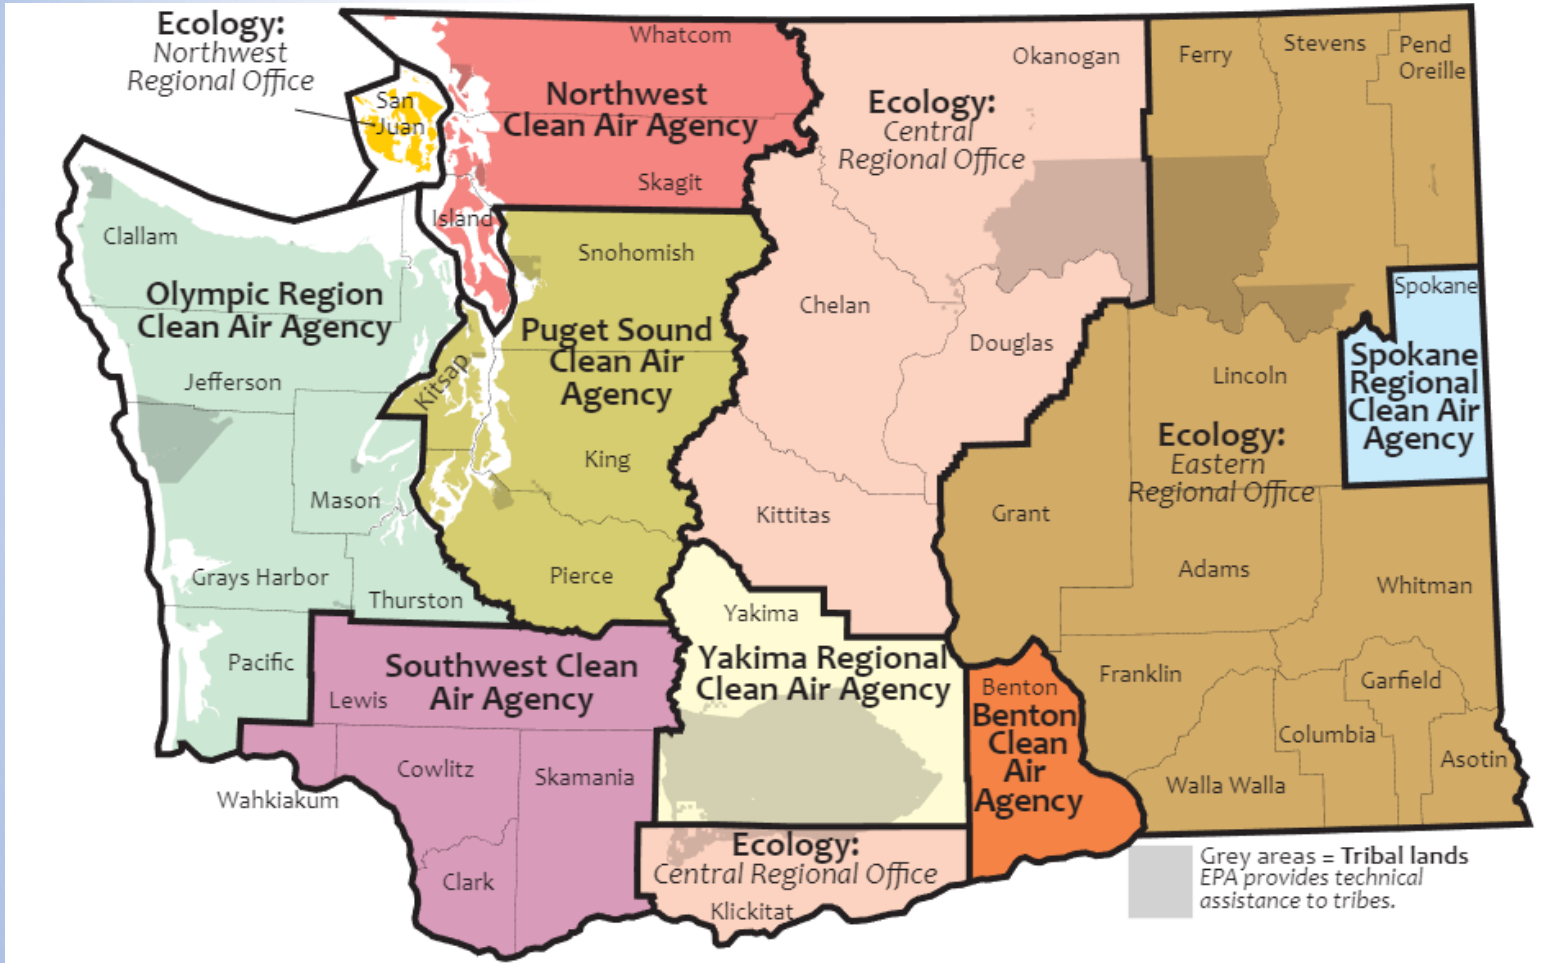 Ecology:
Northwest
Regional Office
San
Juan
Whatcom
Northwest
Clean Air Agency
Skagit
Island
Okanogan
Ecology:
Central
Regional Office
Chelan
Douglas
Kittitas
Ferry
Stevens
Pend
Oreille
Spokane
Spokane
Regional
Clean Air
Agency
Lincoln
Ecology:
Eastern
Regional Office
Grant
Adams
Whitman
Franklin
Garfield
Columbia
Asotin
Walla Walla
Clallam
Olympic Region
Clean Air Agency
Jefferson
Mason
Grays Harbor
Thurston
Pacific
Snohomish
Puget Sound
Clean Air
Agency
Kitsap
King
Pierce
Southwest Clean
Air Agency
Lewis
Cowlitz
Skamania
Wahkiakum
Clark
Yakima
Yakima Regional
Clean Air Agency
Benton
Benton
Clean
Air
Agency
Ecology:
Central Regional Office
Klickitat
Grey areas = Tribal lands
EPA provides technical
assistance to tribes.